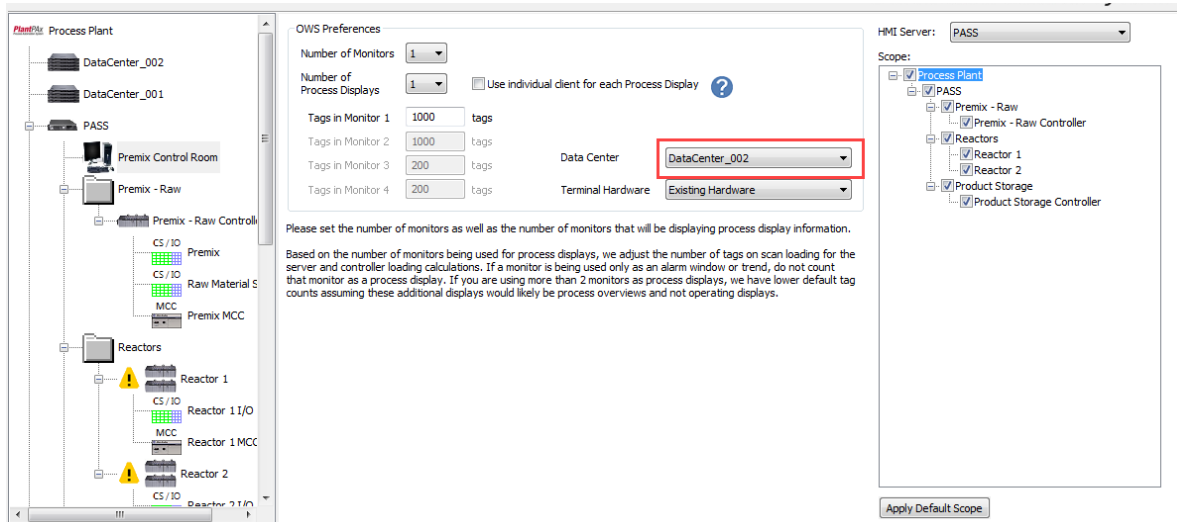 PlantPAx Process Plant
DataCenter_002
DataCenter_001
PASS
Premix Control Room
Premix - Raw
Premix - Raw Controll
CS/IO
Premix
CS/IO
Raw Material S
MCC
Premix MCC
Reactors
Reactor 1
CS/IO
Reactor 1 I/O
MCC
Reactor 1 MCC
Reactor 2
CS/IO
Reactor 2 I/O
OWS Preferences
Number of Monitors 1
Number of
Process Displays 1 Use individual client for each Process Display ?
Tags in Monitor 1 1000 tags
Tags in Monitor 2 1000 tags
Tags in Monitor 3 200 tags
Tags in Monitor 4 200 tags
Data Center DataCenter_002
Terminal Hardware Existing Hardware
Please set the number of monitors as well as the number of monitors that will be displaying process display information.
Based on the number of monitors being used for process displays, we adjust the number of tags on scan loading for the
server and controller loading calculations. If a monitor is being used only as an alarm window or trend, do not count
that monitor as a process display. If you are using more than 2 monitors as process displays, we have lower default tag
counts assuming these additional displays would likely be process overviews and not operating displays.
HMI Server: PASS
Scope:
Process Plant
PASS
Premix - Raw
Premix - Raw Controller
Reactors
Reactor 1
Reactor 2
Product Storage
Product Storage Controller
Apply Default Scope